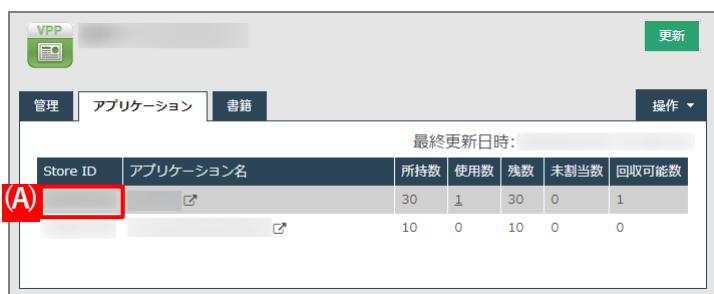 VPP
更新
管理 アプリケーション 書籍 操作
最終更新日時:
Store ID アプリケーション名 所持数 使用数 残数 未割当数 回収可能数
(A)
30 1 30 0 1
10 0 10 0 0